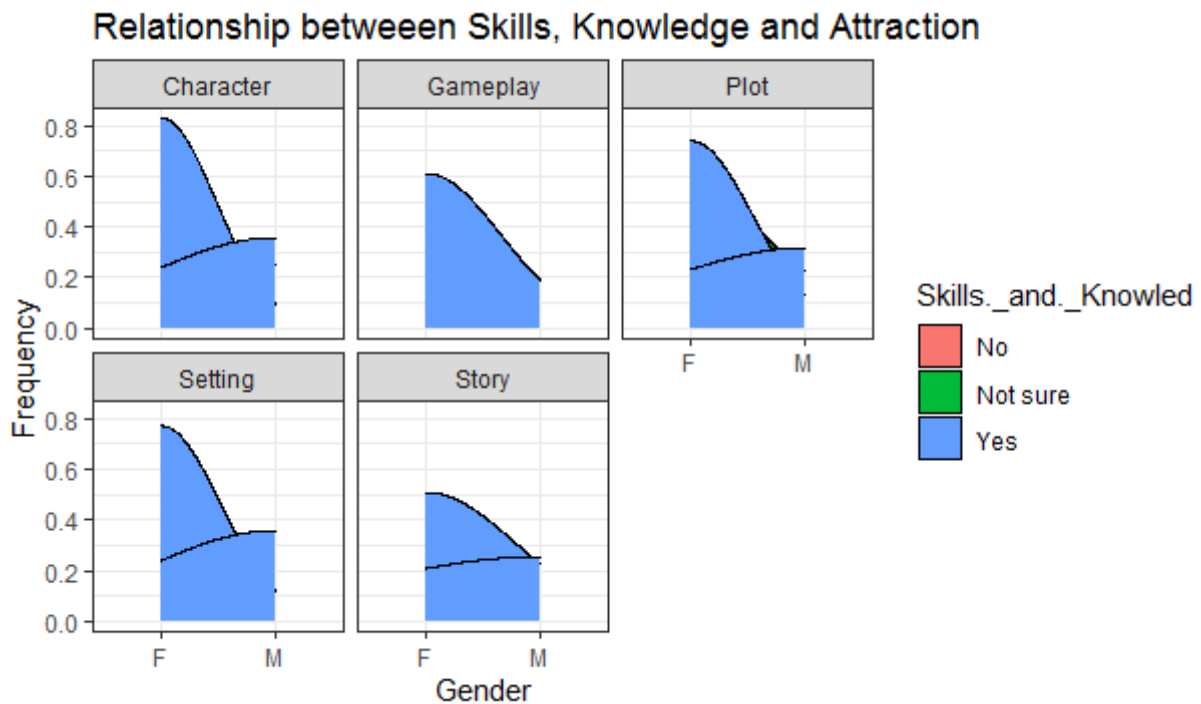 Relationship betweeen Skills, Knowledge and Attraction
Character
Gameplay
Plot
0.8
0.6
0.4
0.2
0.0
F
M
Setting
Story
0.8
0.6
0.4
0.2
0.0
F
M
F
M
Frequency
Gender
Skills._and._Knowled
No
Not sure
Yes